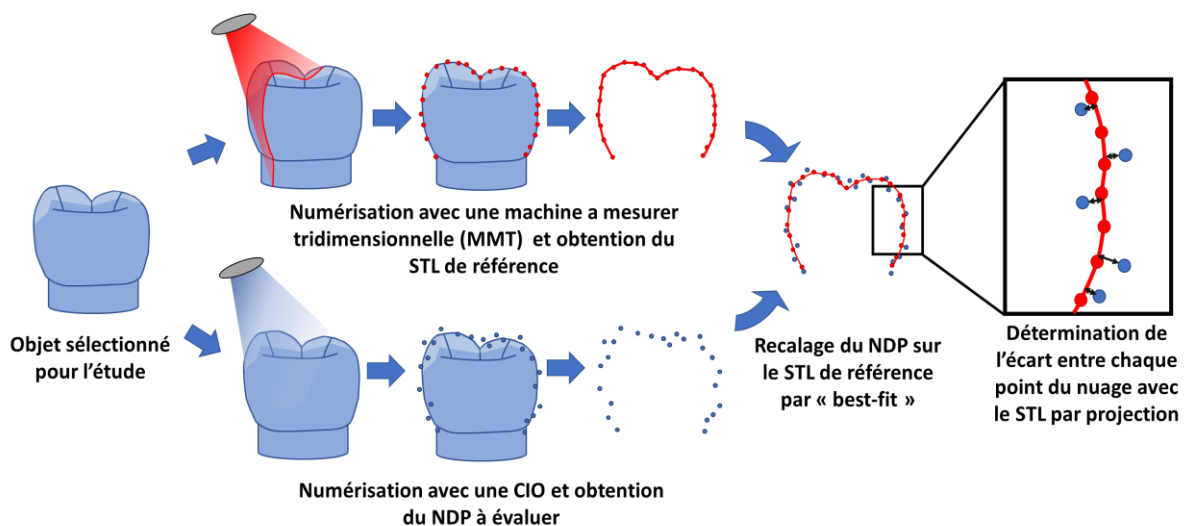 Objet sélectionné
pour l’étude
Numérisation avec une machine a mesurer
tridimensionnelle (MMT) et obtention du
STL de référence
Numérisation avec une CIO et obtention
du NDP à évaluer
Recalage du NDP sur
le STL de référence
par « best-fit »
Détermination de
l’écart entre chaque
point du nuage avec
le STL par projection